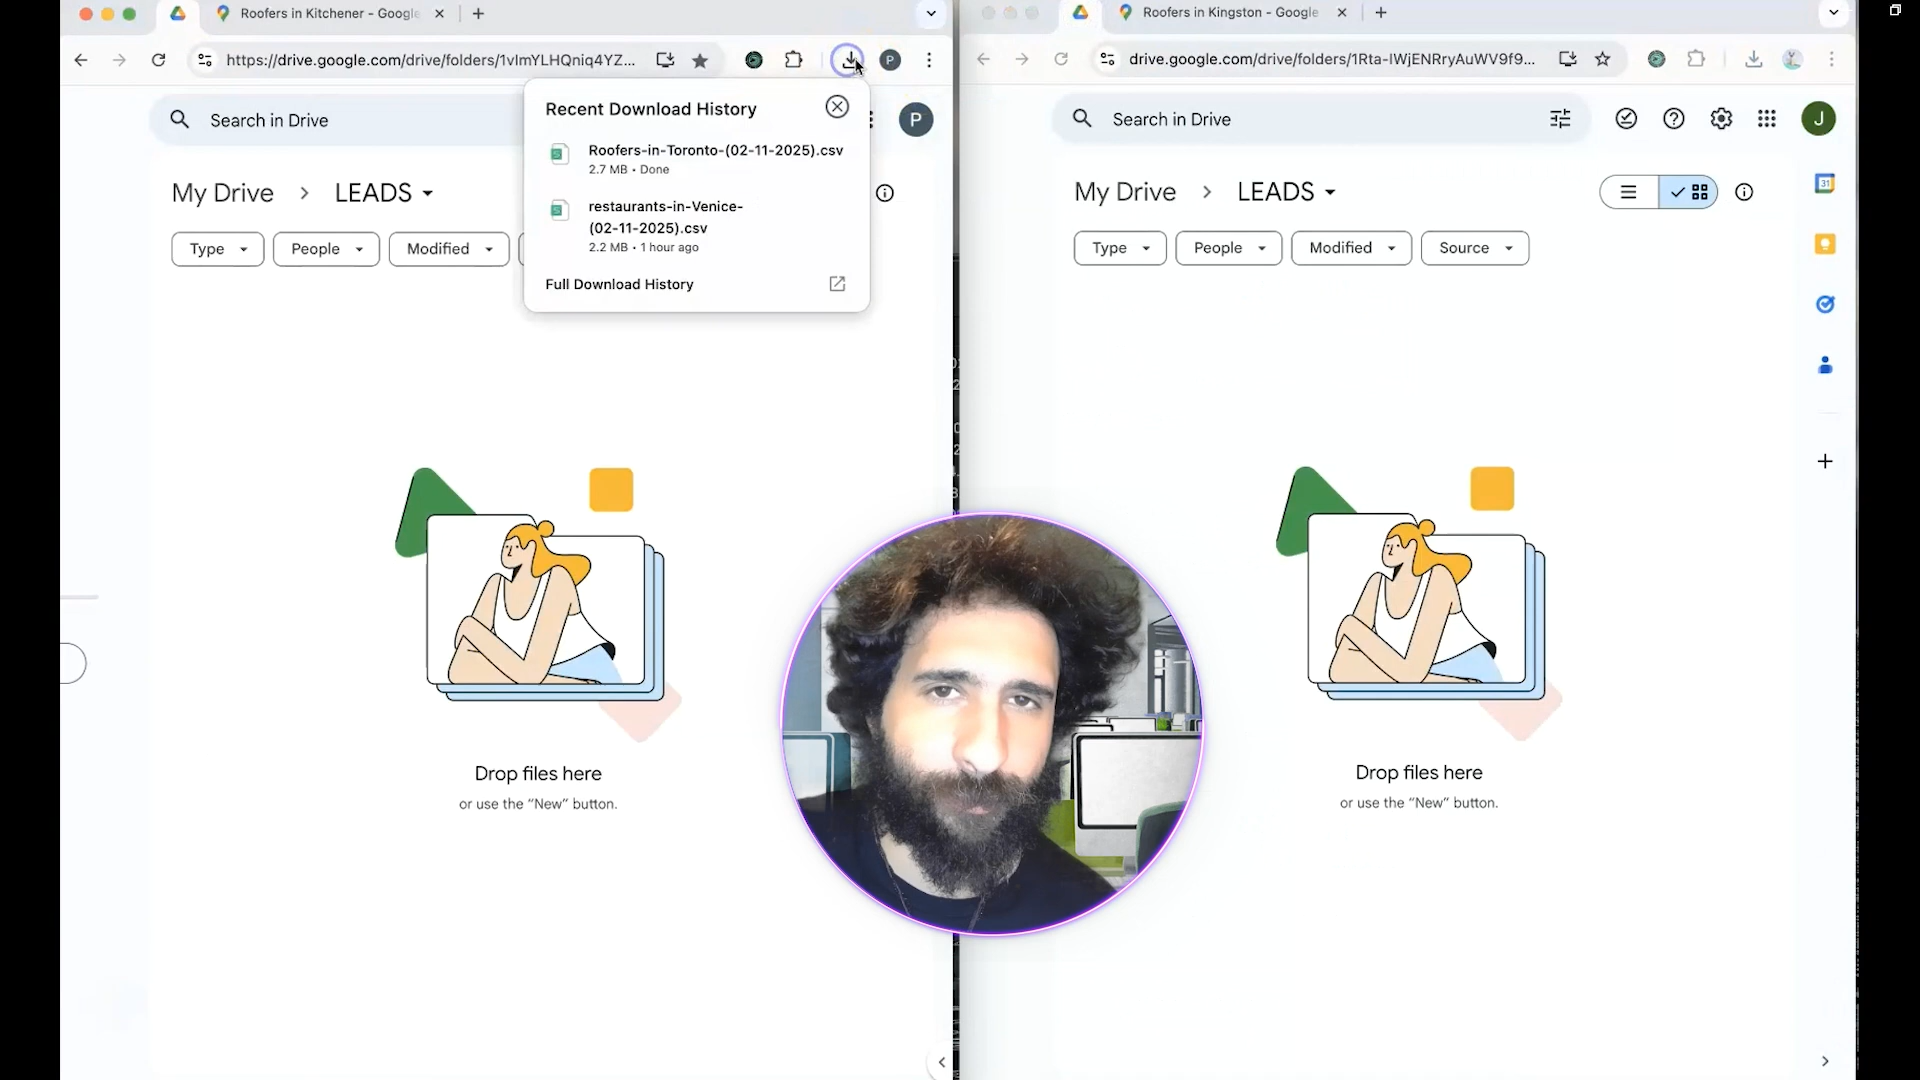 Roofers in Kitchener - Google
https://drive.google.com/drive/folders/1vlmYLHQniq4YZ...
P
Search in Drive
P
Recent Download History
Roofers-in-Toronto-(02-11-2025).csv
2.7 MB • Done
restaurants-in-Venice-
(02-11-2025).csv
2.2 MB • 1 hour ago
Full Download History
My Drive
LEADS
Type
People
Modified
Drop files here
or use the “New” button.
Roofers in Kingston - Google
drive.google.com/drive/folders/1Rta-IWjENRryAuWV9f9...
Search in Drive
J
My Drive
LEADS
31
Type
People
Modified
Source
Drop files here
or use the “New” button.